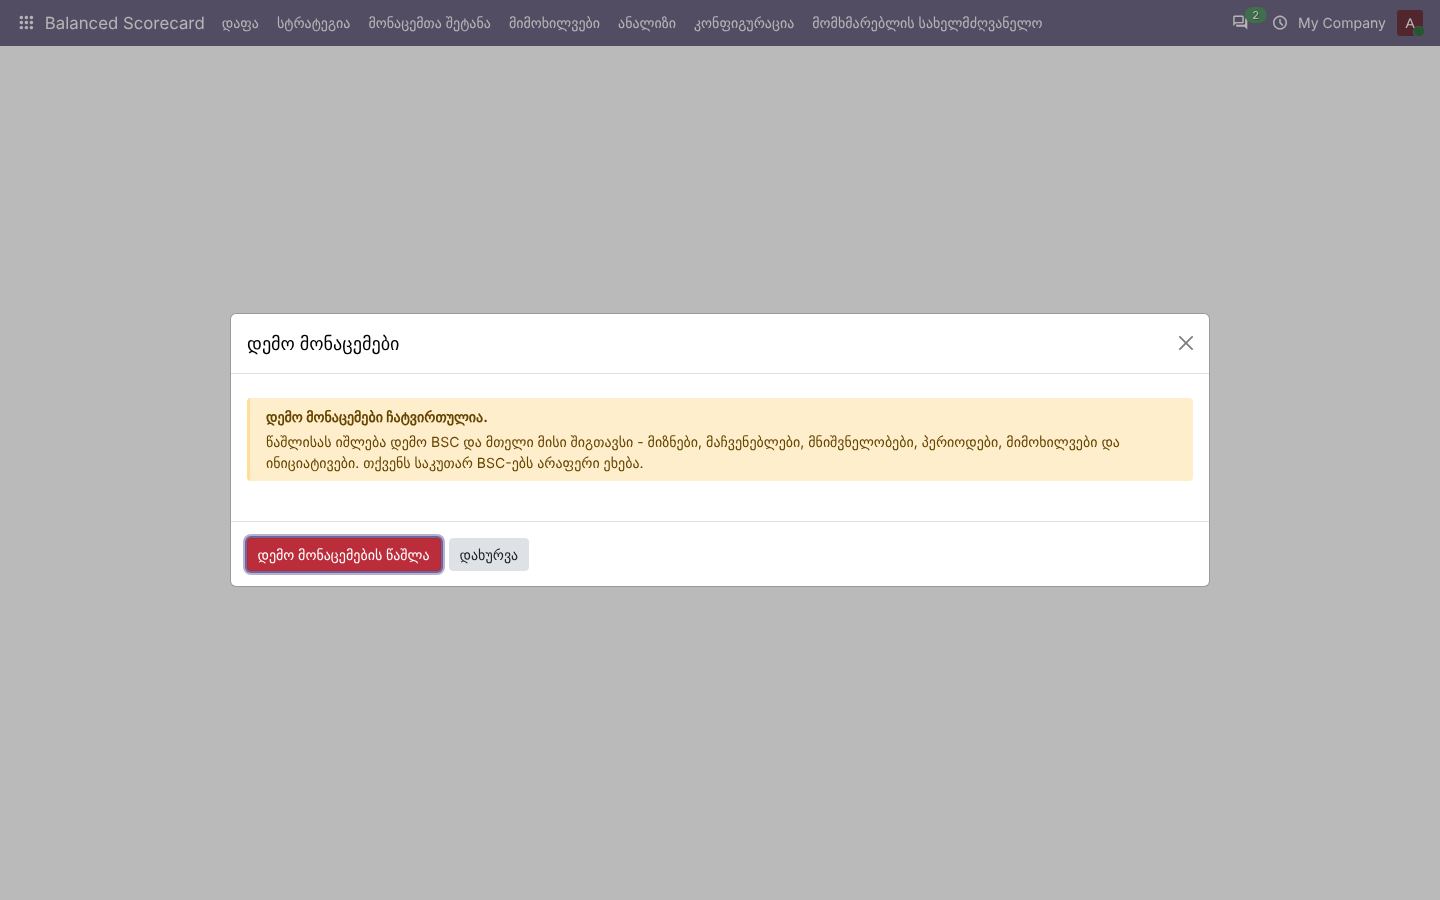 Balanced Scorecard დაფა სტრატეგია მონაცემთა შეტანა მიმოხილვები ანალიზი კონფიგურაცია მომხმარებლის სახელმძღვანელო 2 My Company A
დემო მონაცემები
დემო მონაცემები ჩატვირთულია.
წაშლისას იშლება დემო BSC და მთელი მისი შიგთავსი - მიზნები, მაჩვენებლები, მნიშვნელობები, პერიოდები, მიმოხილვები და
ინიციატივები. თქვენს საკუთარ BSC-ებს არაფერი ეხება.
დემო მონაცემების წაშლა დახურვა